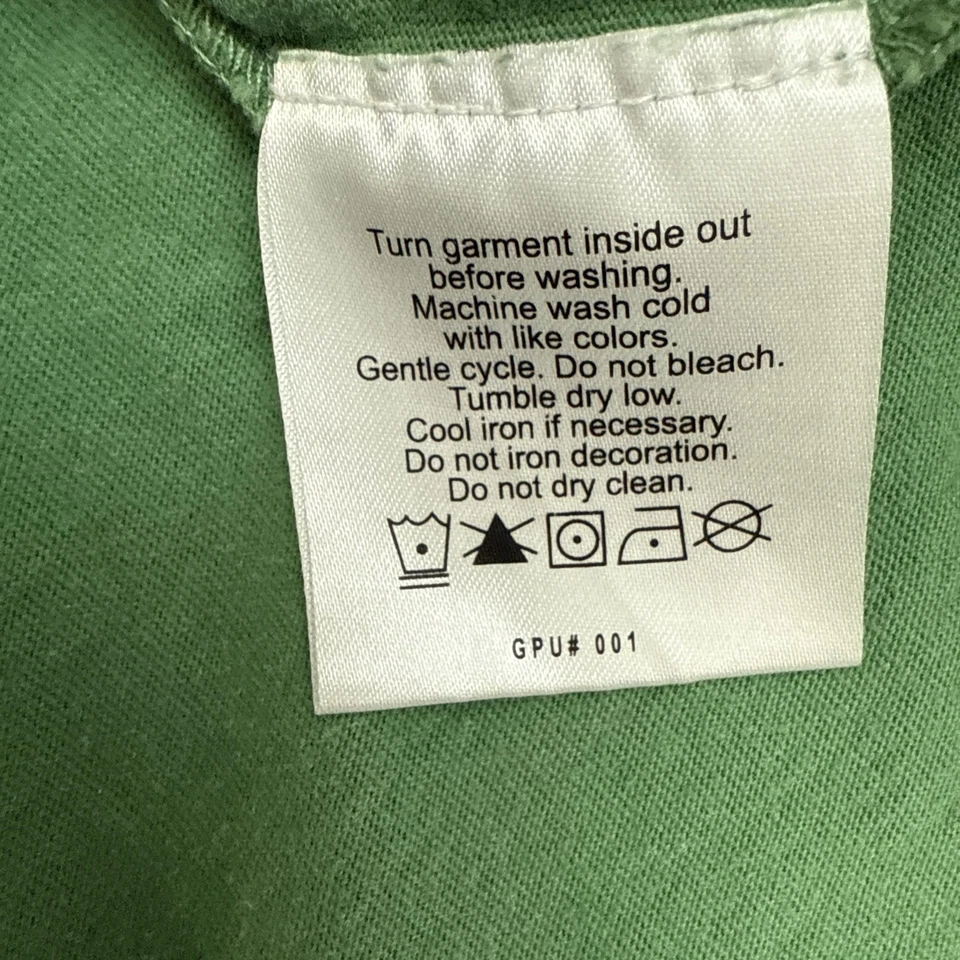 Turn garment inside out
before washing.
Machine wash cold
with like colors.
Gentle cycle. Do not bleach.
Tumble dry low.
Cool iron if necessary.
Do not iron decoration.
Do not dry clean.
GPU# 001